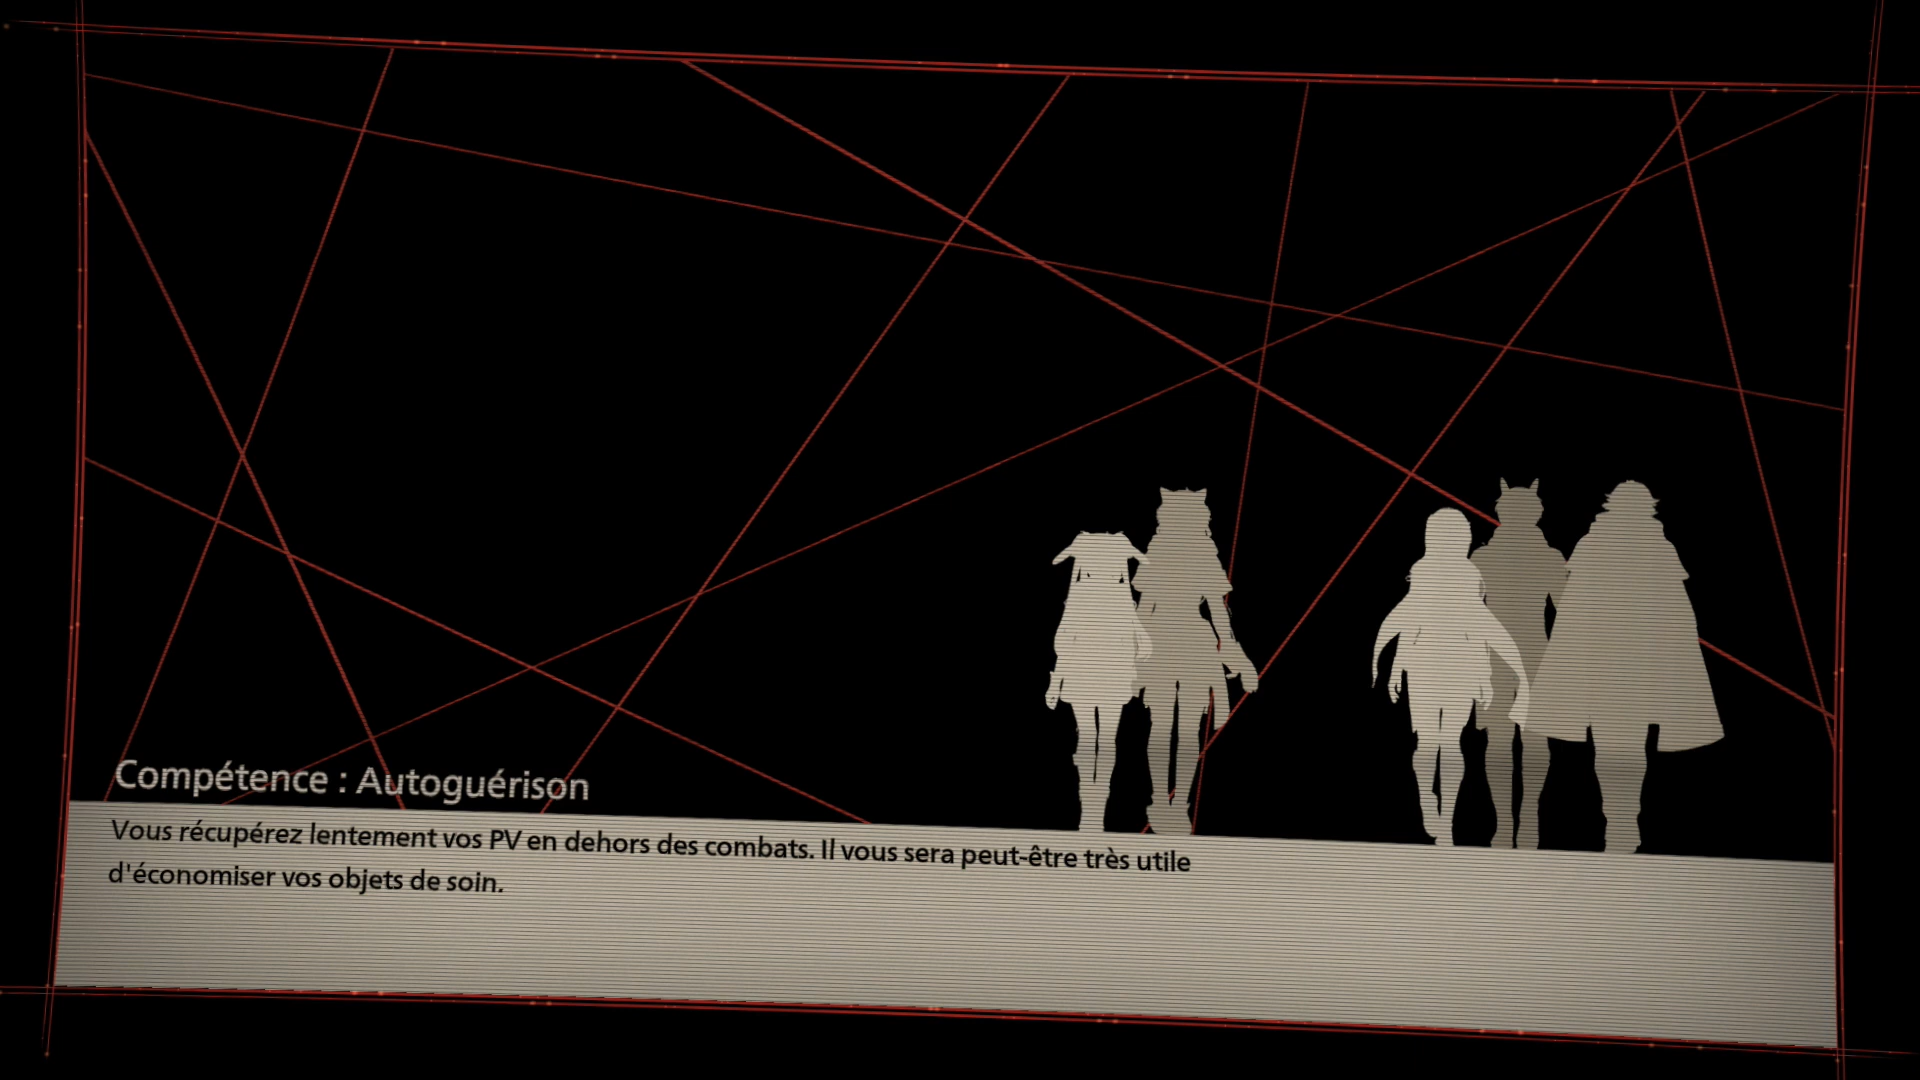 Compétence : Autoguérison
Vous récupérez lentement vos PV en dehors des combats. Il vous sera peut-être très utile
d'économiser vos objets de soin.